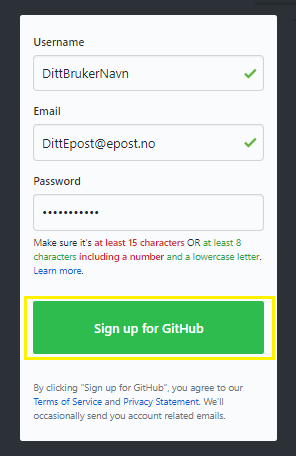 Username
DittBrukerNavn
Email
DittEpost@epost.no
Password
•••••••••••
Make sure it's at least 15 characters OR at least 8
characters including a number and a lowercase letter.
Learn more.
Sign up for GitHub
By clicking “Sign up for GitHub”, you agree to our
Terms of Service and Privacy Statement. We'll
occasionally send you account related emails.